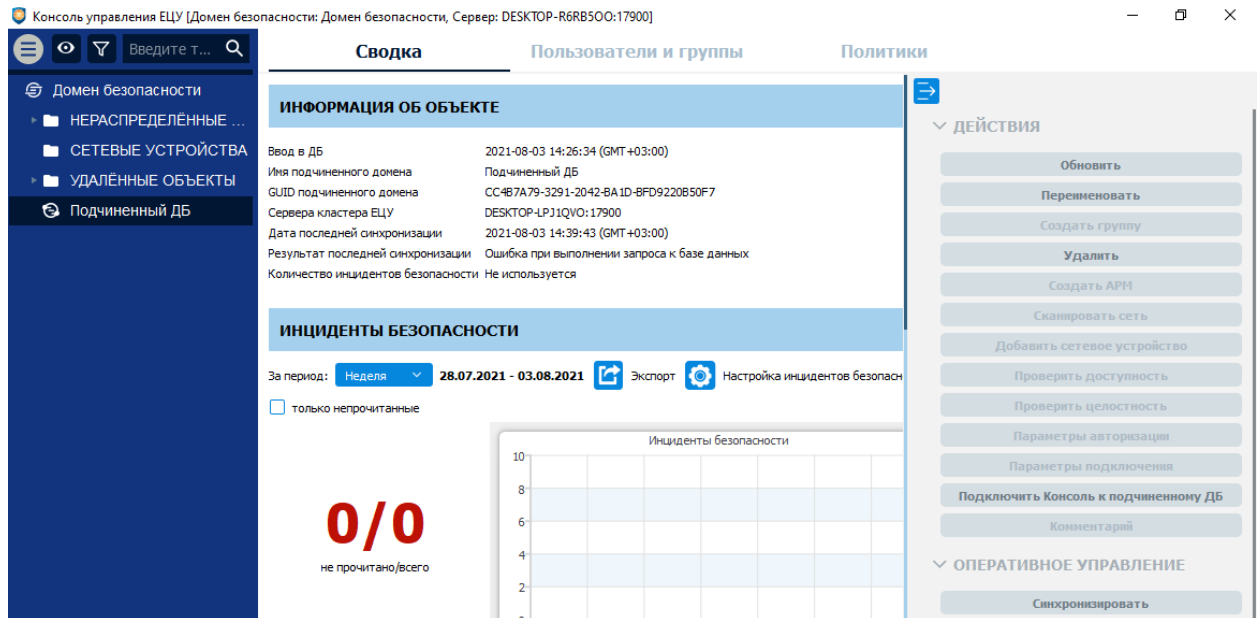 Консоль управления ЕЦУ [Домен безопасности: Домен безопасности, Сервер: DESKTOP-R6RB5OO:17900]
Введите т...
Сводка
Пользователи и группы
Политики
Домен безопасности
НЕРАСПРЕДЕЛЁННЫЕ ...
СЕТЕВЫЕ УСТРОЙСТВА
УДАЛЁННЫЕ ОБЪЕКТЫ
Подчиненный ДБ
ИНФОРМАЦИЯ ОБ ОБЪЕКТЕ
Ввод в ДБ 2021-08-03 14:26:34 (GMT+03:00)
Имя подчиненного домена Подчиненный ДБ
GUID подчиненного домена CC4B7A79-3291-2042-BA1D-BFD9220B50F7
Сервера кластера ЕЦУ DESKTOP-LPJ1QVO:17900
Дата последней синхронизации 2021-08-03 14:39:43 (GMT+03:00)
Результат последней синхронизации Ошибка при выполнении запроса к базе данных
Количество инцидентов безопасности Не используется
ИНЦИДЕНТЫ БЕЗОПАСНОСТИ
За период: Неделя 28.07.2021 - 03.08.2021 Экспорт Настройка инцидентов безопасн
только непрочитанные
Инциденты безопасности
10
8
6
4
2
0/0
не прочитано/всего
ДЕЙСТВИЯ
Обновить
Переименовать
Создать группу
Удалить
Создать АРМ
Сканировать сеть
Добавить сетевое устройство
Проверить доступность
Проверить целостность
Параметры авторизации
Параметры подключения
Подключить Консоль к подчиненному ДБ
Комментарий
ОПЕРАТИВНОЕ УПРАВЛЕНИЕ
Синхронизировать